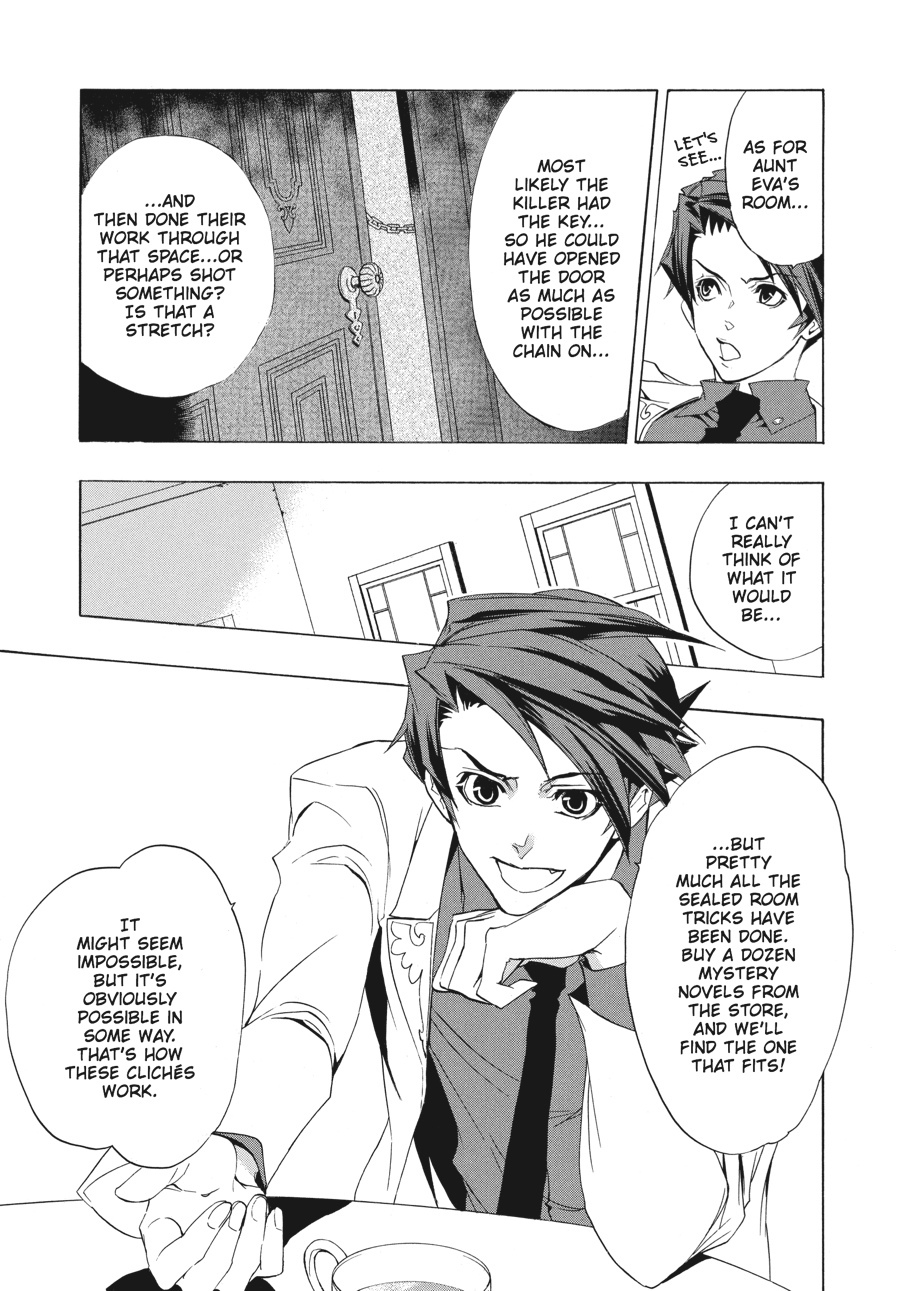 AS FOR
AUNT
EVA'S
ROOM...
LET'S
SEE...
MOST
LIKELY THE
KILLER HAD
THE KEY...
SO HE COULD
HAVE OPENED
THE DOOR
AS MUCH AS
POSSIBLE
WITH THE
CHAIN ON...
...AND
THEN DONE THEIR
WORK THROUGH
THAT SPACE...OR
PERHAPS SHOT
SOMETHING?
IS THAT A
STRETCH?
I CAN'T
REALLY
THINK OF
WHAT IT
WOULD
BE...
...BUT
PRETTY
MUCH ALL THE
SEALED ROOM
TRICKS HAVE
BEEN DONE.
BUY A DOZEN
MYSTERY
NOVELS FROM
THE STORE,
AND WE'LL
FIND THE ONE
THAT FITS!
IT
MIGHT SEEM
IMPOSSIBLE,
BUT IT'S
OBVIOUSLY
POSSIBLE IN
SOME WAY.
THAT'S HOW
THESE CLICHÉS
WORK.